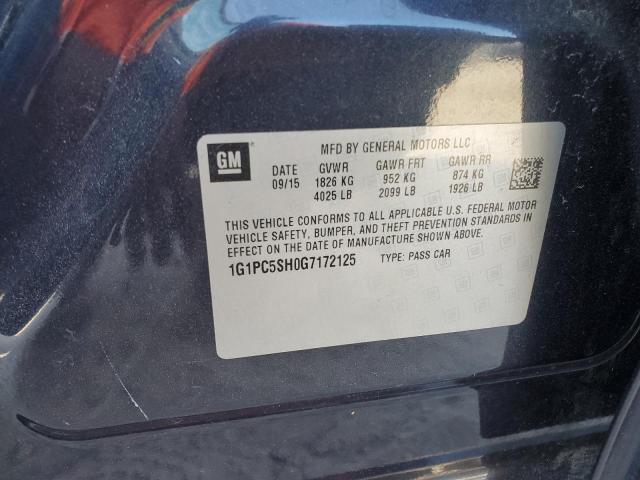 GM
MFD BY GENERAL MOTORS LLC
DATE GVWR GAWR FRT GAWR RR
09/15 1826 KG 952 KG 874 KG
4025 LB 2099 LB 1926 LB
THIS VEHICLE CONFORMS TO ALL APPLICABLE U.S. FEDERAL MOTOR
VEHICLE SAFETY, BUMPER, AND THEFT PREVENTION STANDARDS IN
EFFECT ON THE DATE OF MANUFACTURE SHOWN ABOVE.
1G1PC5SH0G7172125 TYPE: PASS CAR